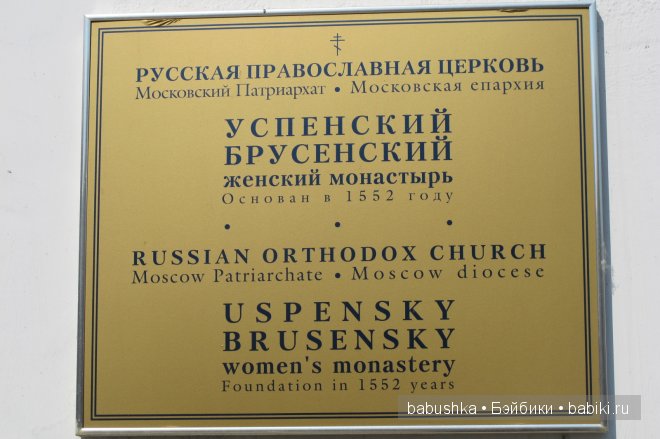 РУССКАЯ ПРАВОСЛАВНАЯ ЦЕРКОВЬ
Московский Патриархат • Московская епархия
УСПЕНСКИЙ
БРУСЕНСКИЙ
женский монастырь
Основан в 1552 году
• • •
RUSSIAN ORTHODOX CHURCH
Moscow Patriarchate • Moscow diocese
USPENSKY
BRUSENSKY
women's monastery
Foundation in 1552 years
babushka • Бэйбики • babiki.ru